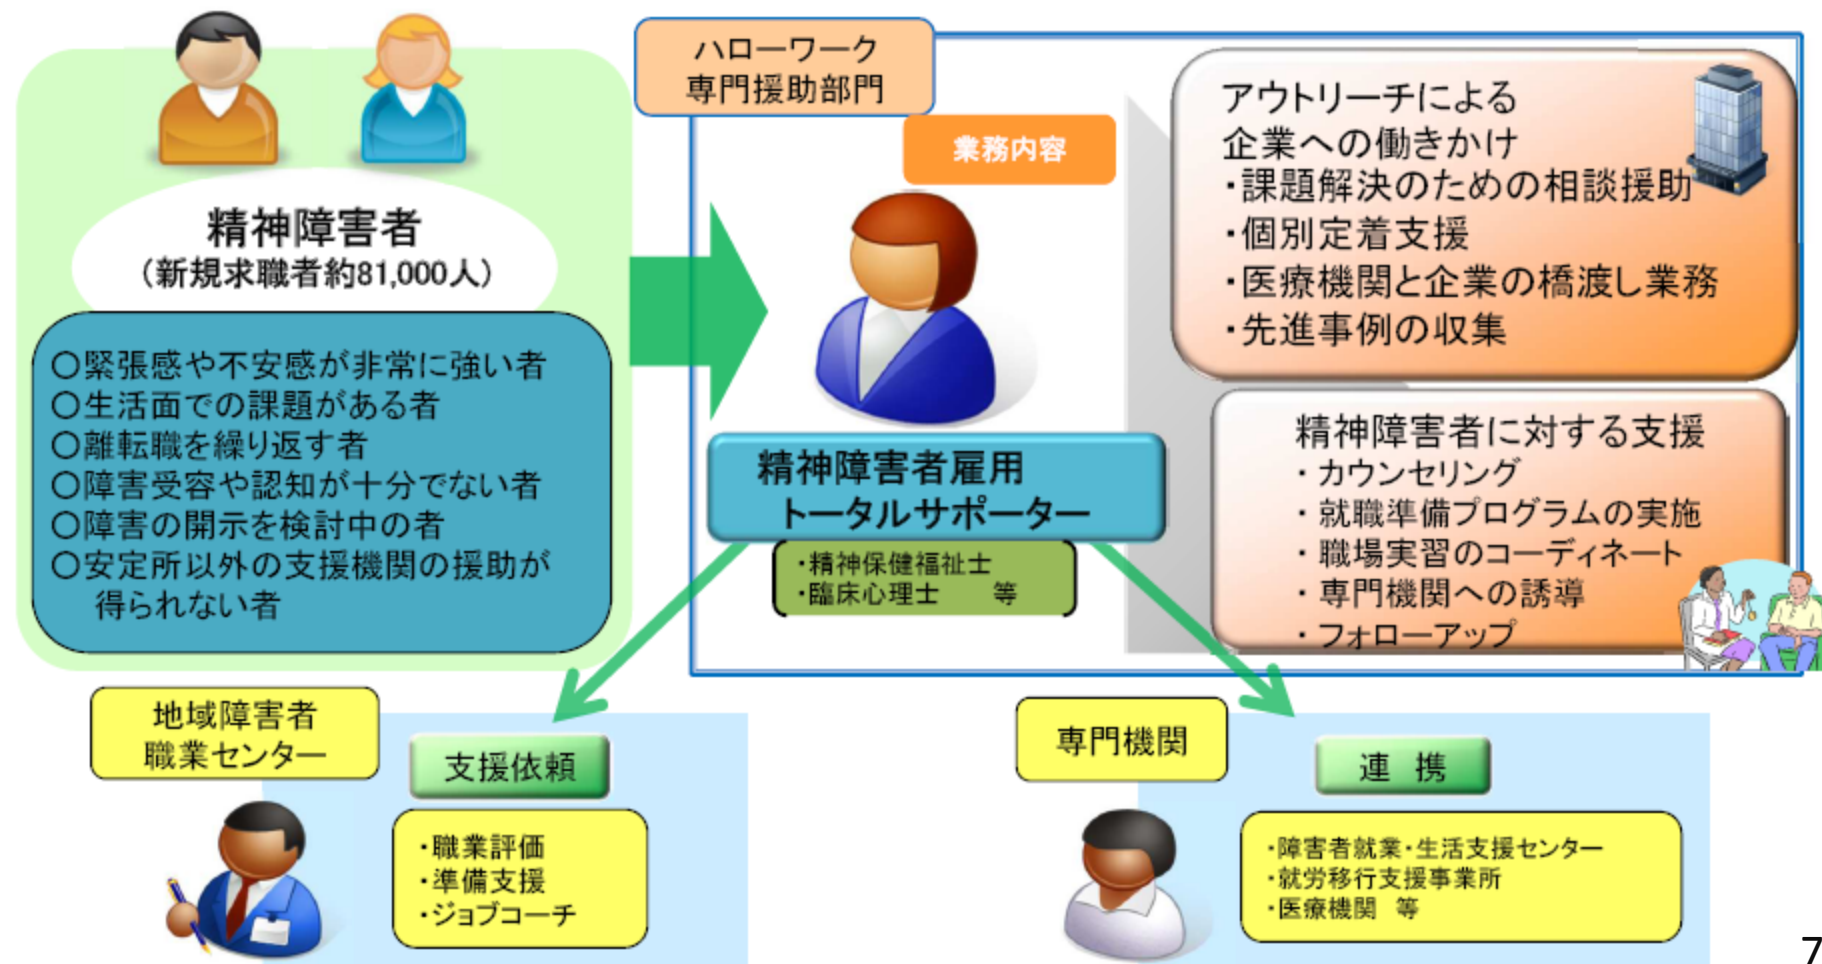 精神障害者
（新規求職者約81,000人）
○緊張感や不安感が非常に強い者
○生活面での課題がある者
○離転職を繰り返す者
○障害受容や認知が十分でない者
○障害の開示を検討中の者
○安定所以外の支援機関の援助が
得られない者
ハローワーク
専門援助部門
業務内容
精神障害者雇用
トータルサポーター
・精神保健福祉士
・臨床心理士　等
アウトリーチによる
企業への働きかけ
・課題解決のための相談援助
・個別定着支援
・医療機関と企業の橋渡し業務
・先進事例の収集
精神障害者に対する支援
・カウンセリング
・就職準備プログラムの実施
・職場実習のコーディネート
・専門機関への誘導
・フォローアップ
地域障害者
職業センター
支援依頼
・職業評価
・準備支援
・ジョブコーチ
専門機関
連　携
・障害者就業・生活支援センター
・就労移行支援事業所
・医療機関　等
7